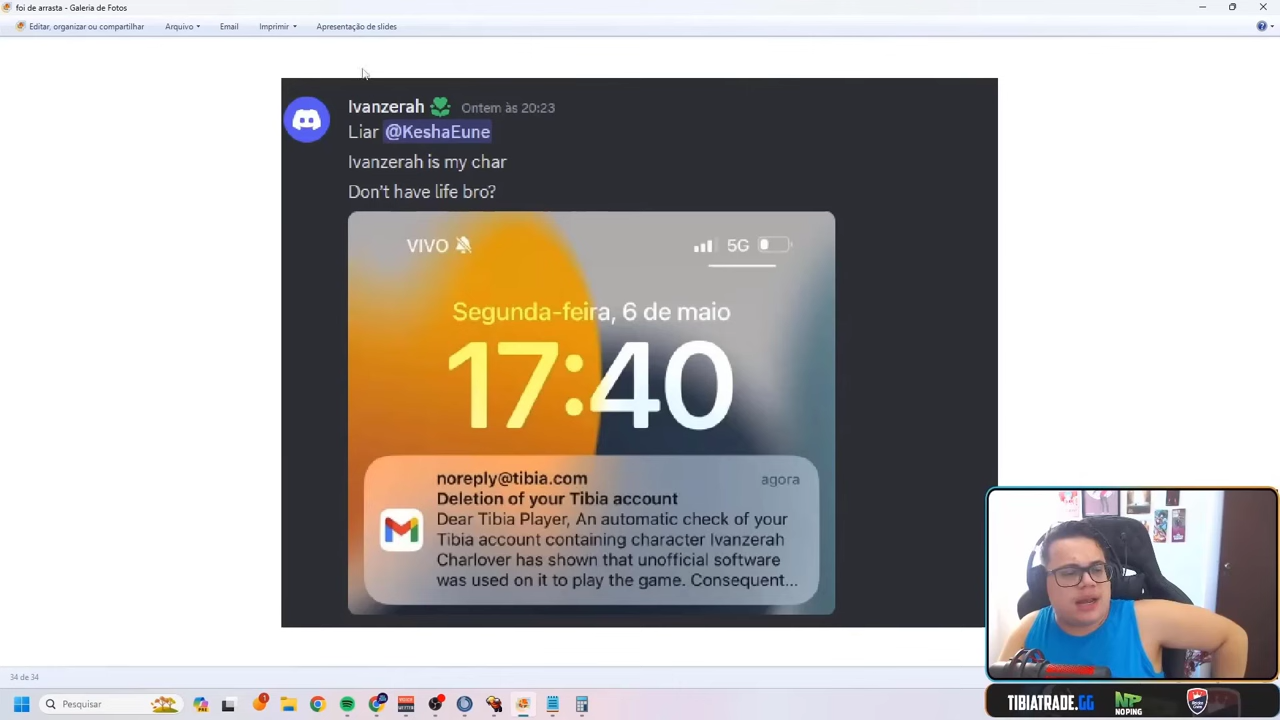 foi de arrasta - Galeria de Fotos
Editar, organizar ou compartilhar Arquivo Email Imprimir Apresentação de slides
Ivanzerah Ontem às 20:23
Liar @KeshaEune
Ivanzerah is my char
Don't have life bro?
VIVO 5G
Segunda-feira, 6 de maio
17:40
noreply@tibia.com agora
Deletion of your Tibia account
Dear Tibia Player, An automatic check of your
Tibia account containing character Ivanzerah
Charlover has shown that unofficial software
was used on it to play the game. Consequent...
34 de 34
Pesquisar
TIBIATRADE.GG NP NOPING